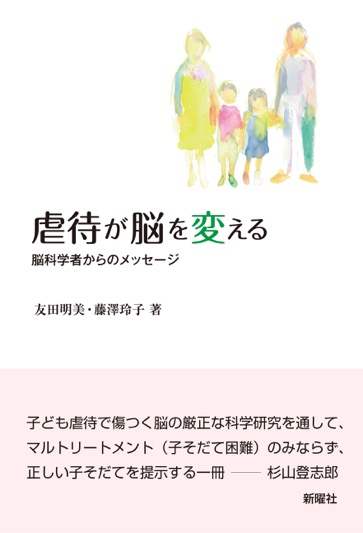 虐待が脳を変える
脳科学者からのメッセージ
友田明美・藤澤玲子 著
子ども虐待で傷つく脳の厳正な科学研究を通して、
マルトリートメント（子そだて困難）のみならず、
正しい子そだてを提示する一冊 ── 杉山登志郎
新曜社